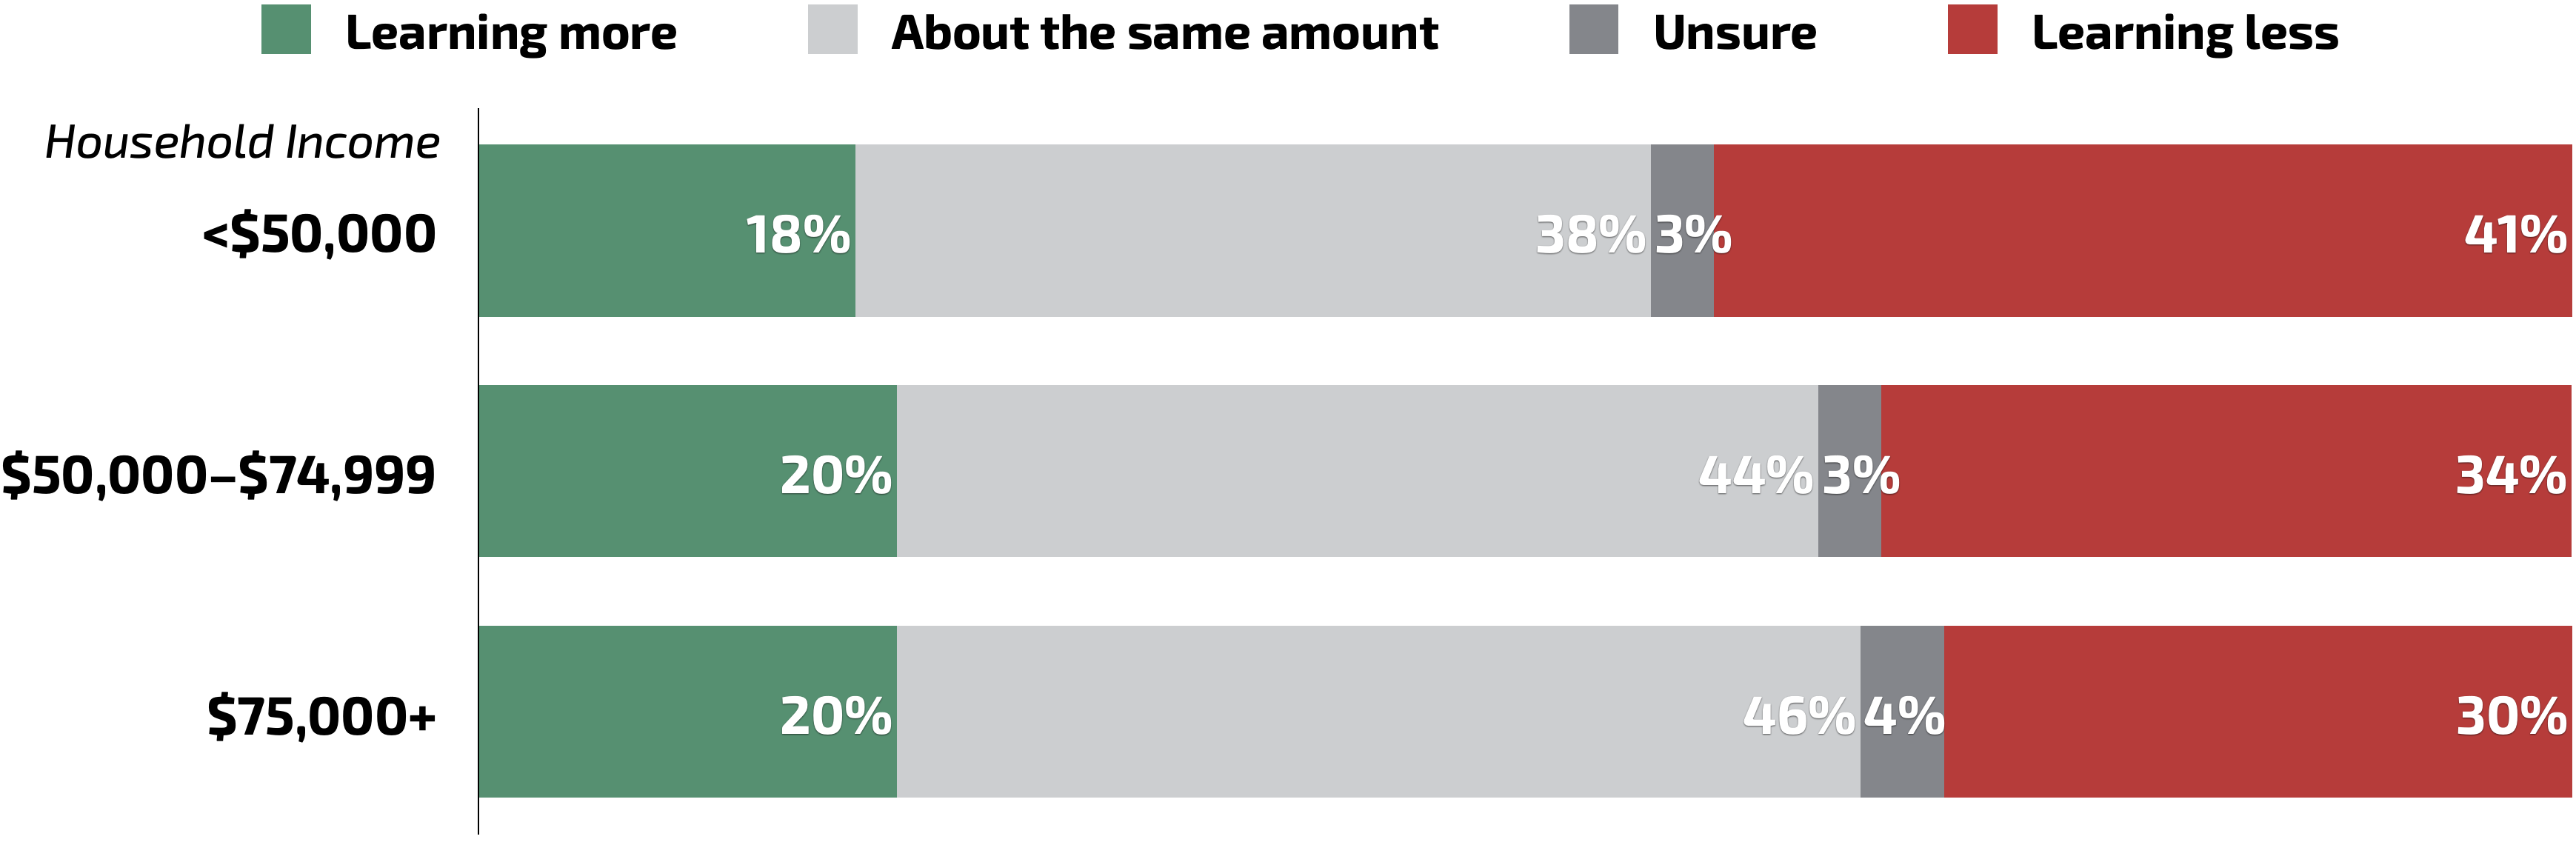 Learning more About the same amount Unsure Learning less
Household Income
<$50,000 18% 38% 3% 41%
$50,000–$74,999 20% 44% 3% 34%
$75,000+ 20% 46% 4% 30%